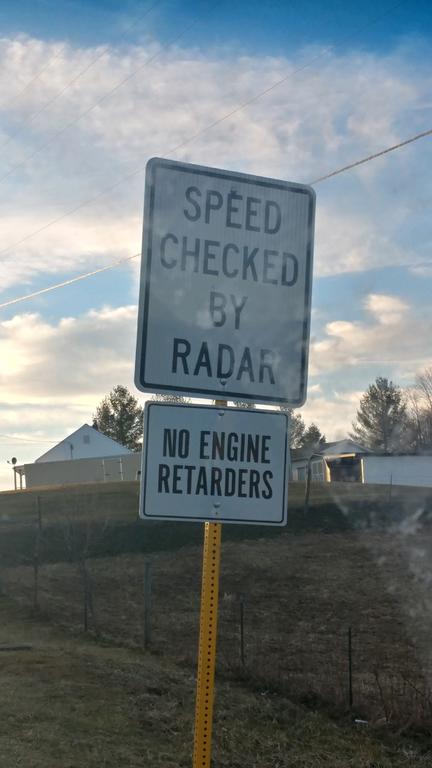 SPEED
CHECKED
BY
RADAR
NO ENGINE
RETARDERS